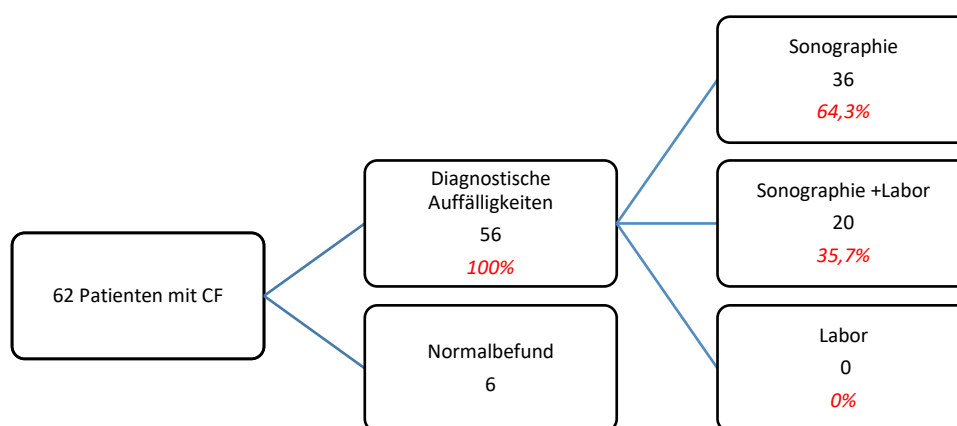 62 Patienten mit CF
Diagnostische
Auffälligkeiten
56
100%
Normalbefund
6
Sonographie
36
64,3%
Sonographie +Labor
20
35,7%
Labor
0
0%